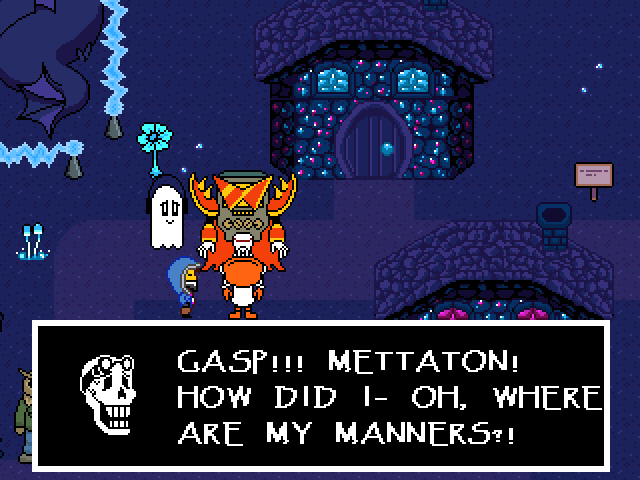 GASP!!! METTATON!
HOW DID I- OH, WHERE
ARE MY MANNERS?!